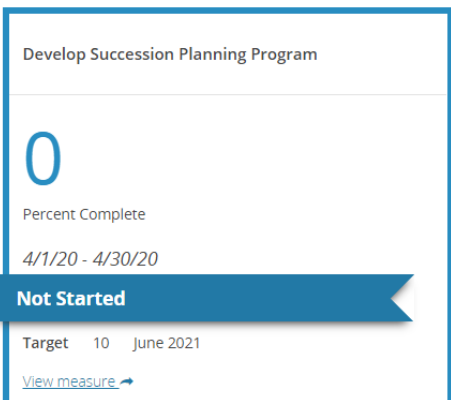 Develop Succession Planning Program
0
Percent Complete
4/1/20 - 4/30/20
Not Started
Target 10 June 2021
View measure